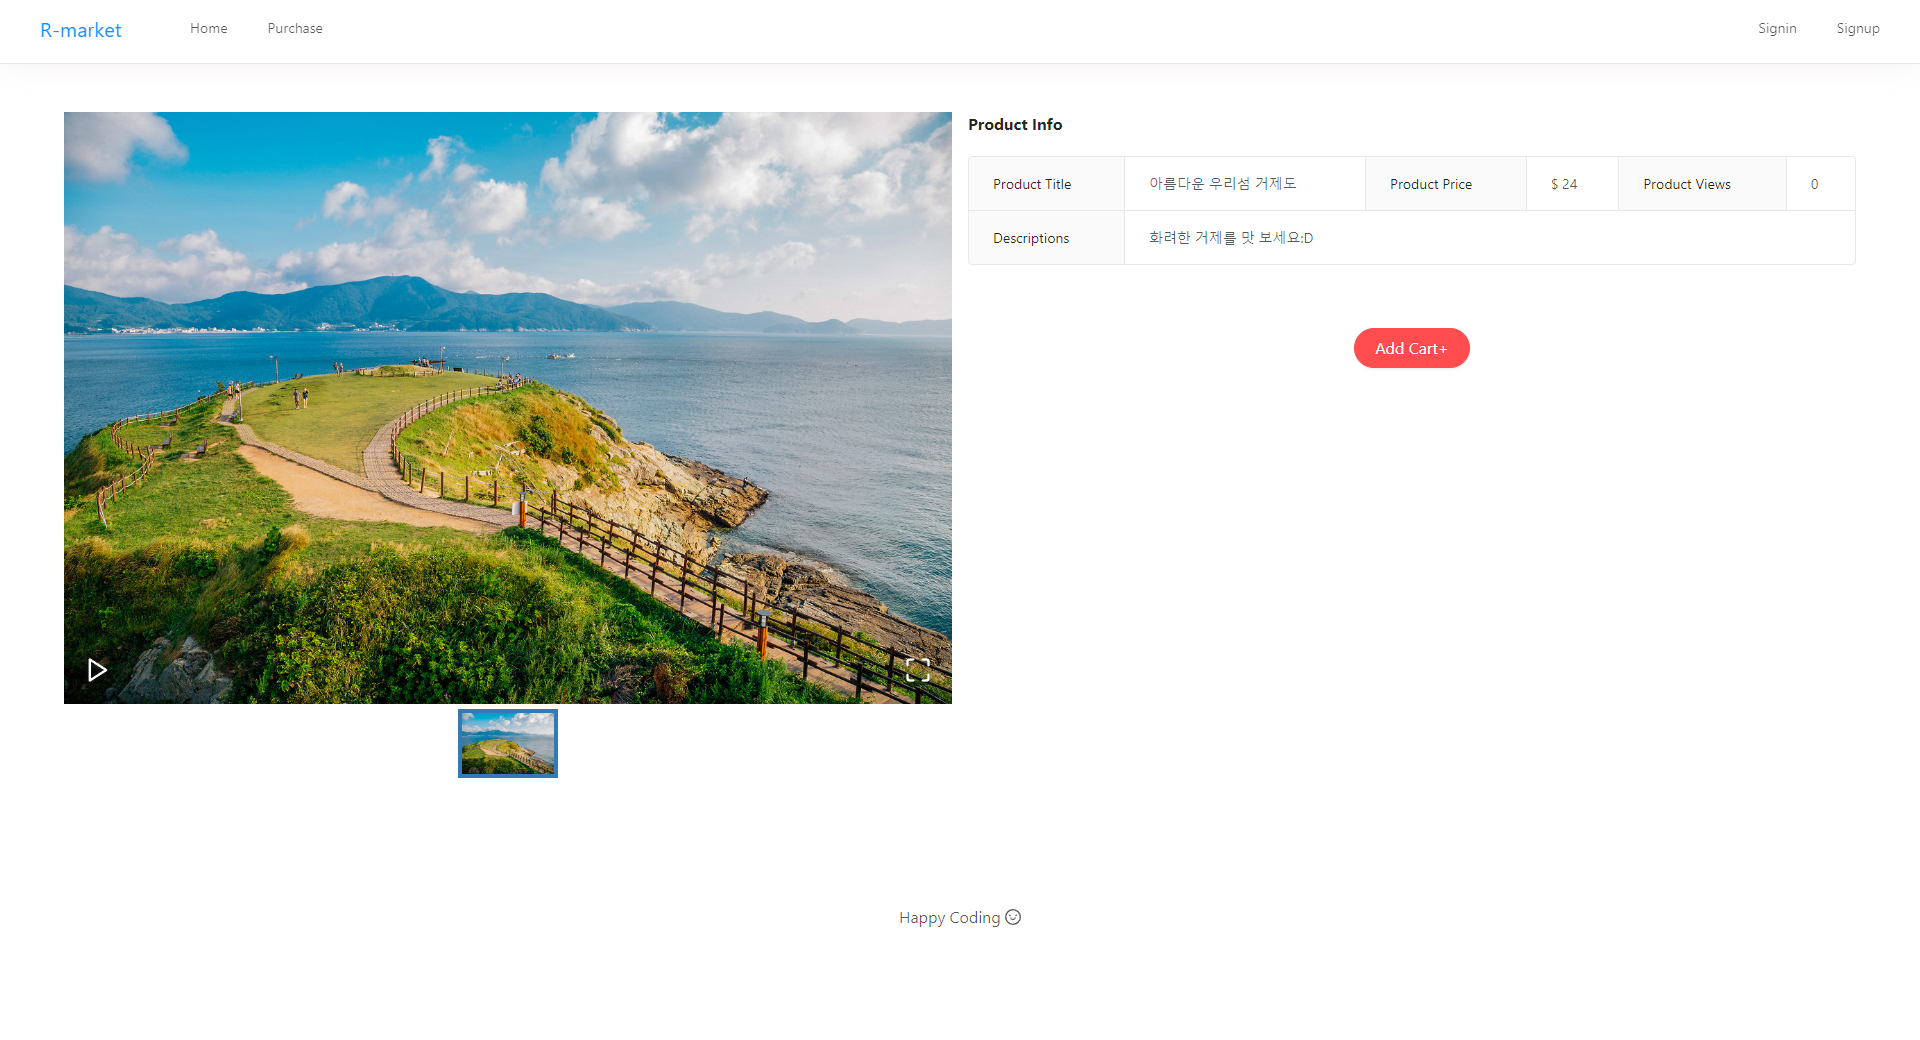 R-market Home Purchase Signin Signup
Product Info
Product Title 아름다운 우리섬 거제도 Product Price $ 24 Product Views 0
Descriptions 화려한 거제를 맛 보세요:D
Add Cart+
Happy Coding